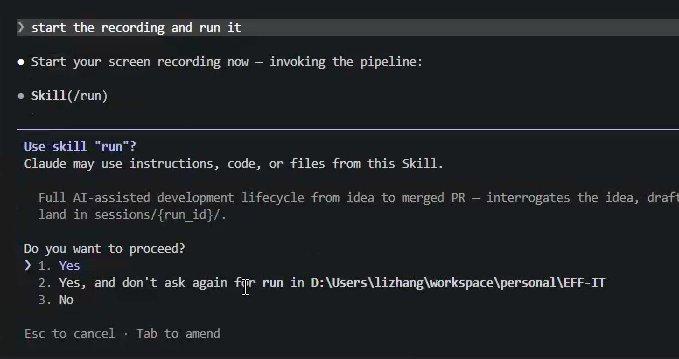 ❯ start the recording and run it
● Start your screen recording now — invoking the pipeline:
● Skill(/run)
Use skill "run"?
Claude may use instructions, code, or files from this Skill.
Full AI-assisted development lifecycle from idea to merged PR — interrogates the idea, draf
land in sessions/{run_id}/.
Do you want to proceed?
❯ 1. Yes
2. Yes, and don't ask again for run in D:\Users\lizhang\workspace\personal\EFF-IT
3. No
Esc to cancel · Tab to amend